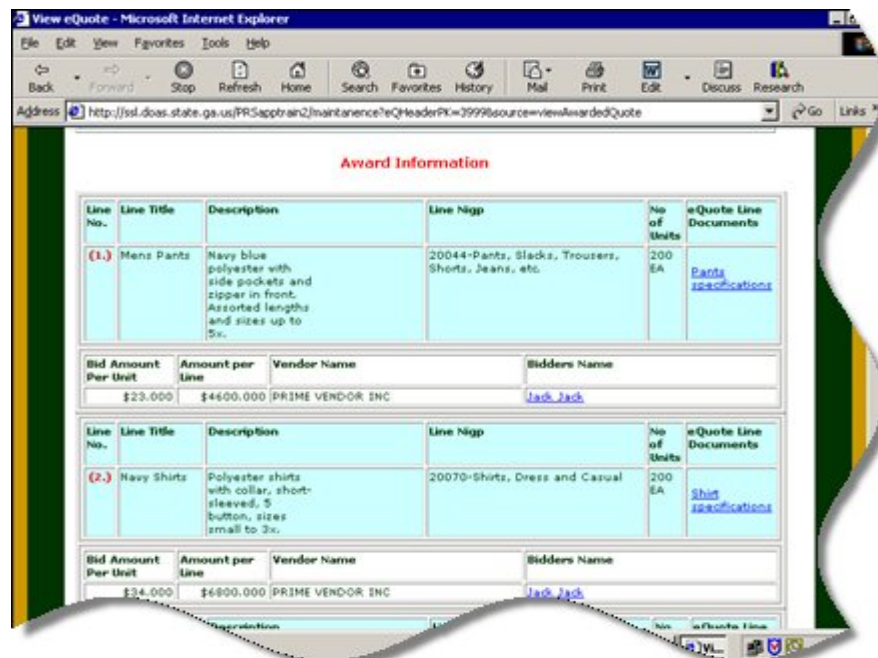 View eQuote - Microsoft Internet Explorer
File Edit View Favorites Tools Help
Back Forward Stop Refresh Home Search Favorites History Mail Print Edit Discuss Research
Address http://ssl.doas.state.ga.us/PRSapptrain2/maintanence?eQHeaderPK=3999&source=viewAwardedQuote Go Links
Award Information
Line No. Line Title Description Line Nigp No of Units eQuote Line Documents
(1.) Mens Pants Navy blue polyester with side pockets and zipper in front. Assorted lengths and sizes up to 5x. 20044-Pants, Slacks, Trousers, Shorts, Jeans, etc. 200 EA Pants specifications
Bid Amount Per Unit Amount per Line Vendor Name Bidders Name
$23.000 $4600.000 PRIME VENDOR INC Jack Jack
Line No. Line Title Description Line Nigp No of Units eQuote Line Documents
(2.) Navy Shirts Polyester shirts with collar, short-sleeved, 5 button, sizes small to 3x. 20070-Shirts, Dress and Casual 200 EA Shirt specifications
Bid Amount Per Unit Amount per Line Vendor Name Bidders Name
$34.000 $6800.000 PRIME VENDOR INC Jack Jack
Description No eQuote Line